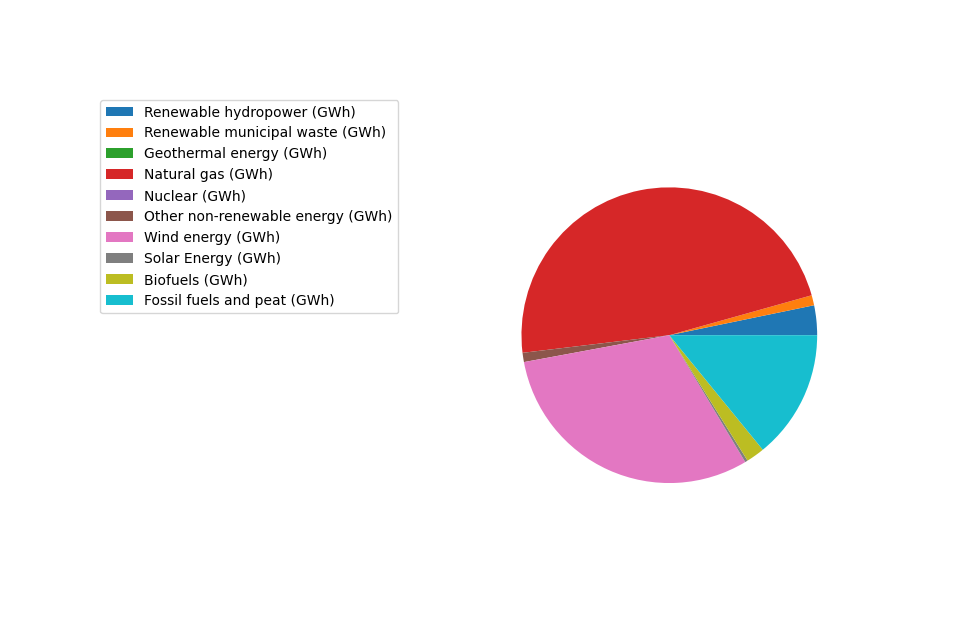 Renewable hydropower (GWh)
Renewable municipal waste (GWh)
Geothermal energy (GWh)
Natural gas (GWh)
Nuclear (GWh)
Other non-renewable energy (GWh)
Wind energy (GWh)
Solar Energy (GWh)
Biofuels (GWh)
Fossil fuels and peat (GWh)